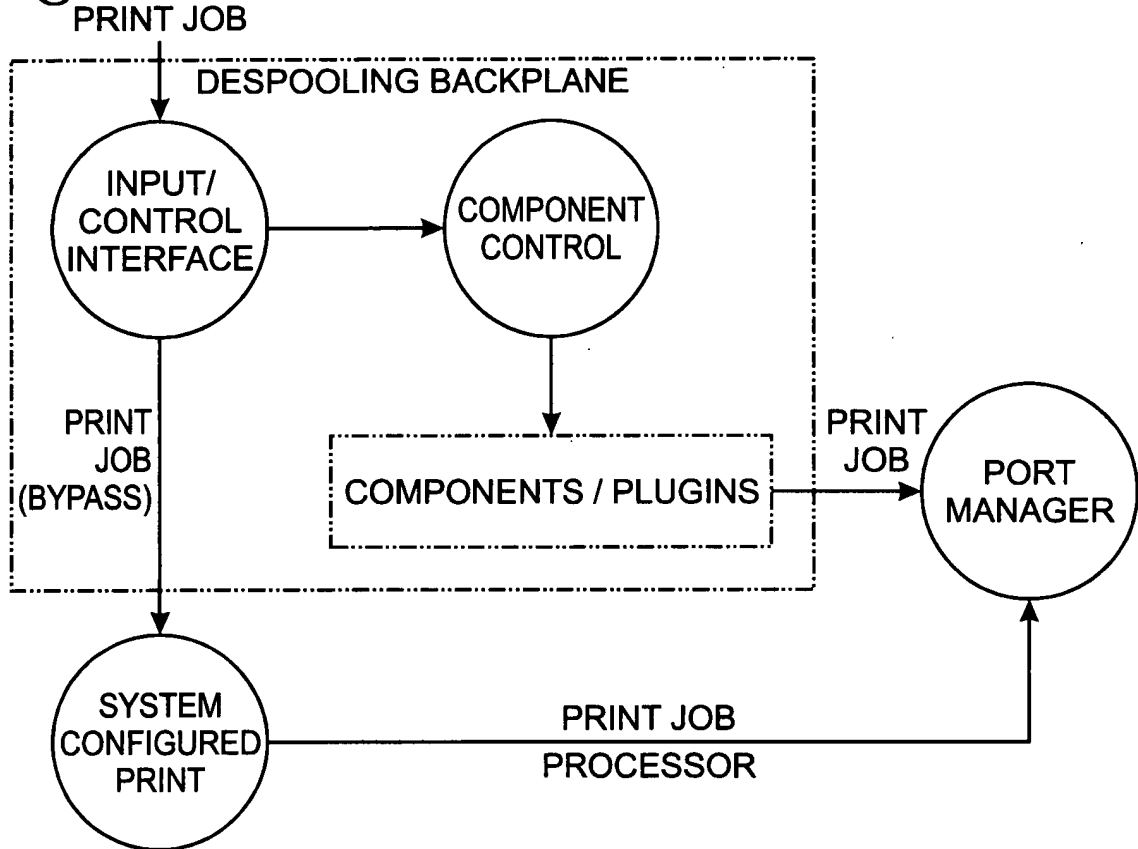 PRINT JOB
DESPOOLING BACKPLANE
INPUT/
CONTROL
INTERFACE
COMPONENT
CONTROL
PRINT
JOB
(BYPASS)
COMPONENTS / PLUGINS
PRINT
JOB
PORT
MANAGER
SYSTEM
CONFIGURED
PRINT
PRINT JOB
PROCESSOR